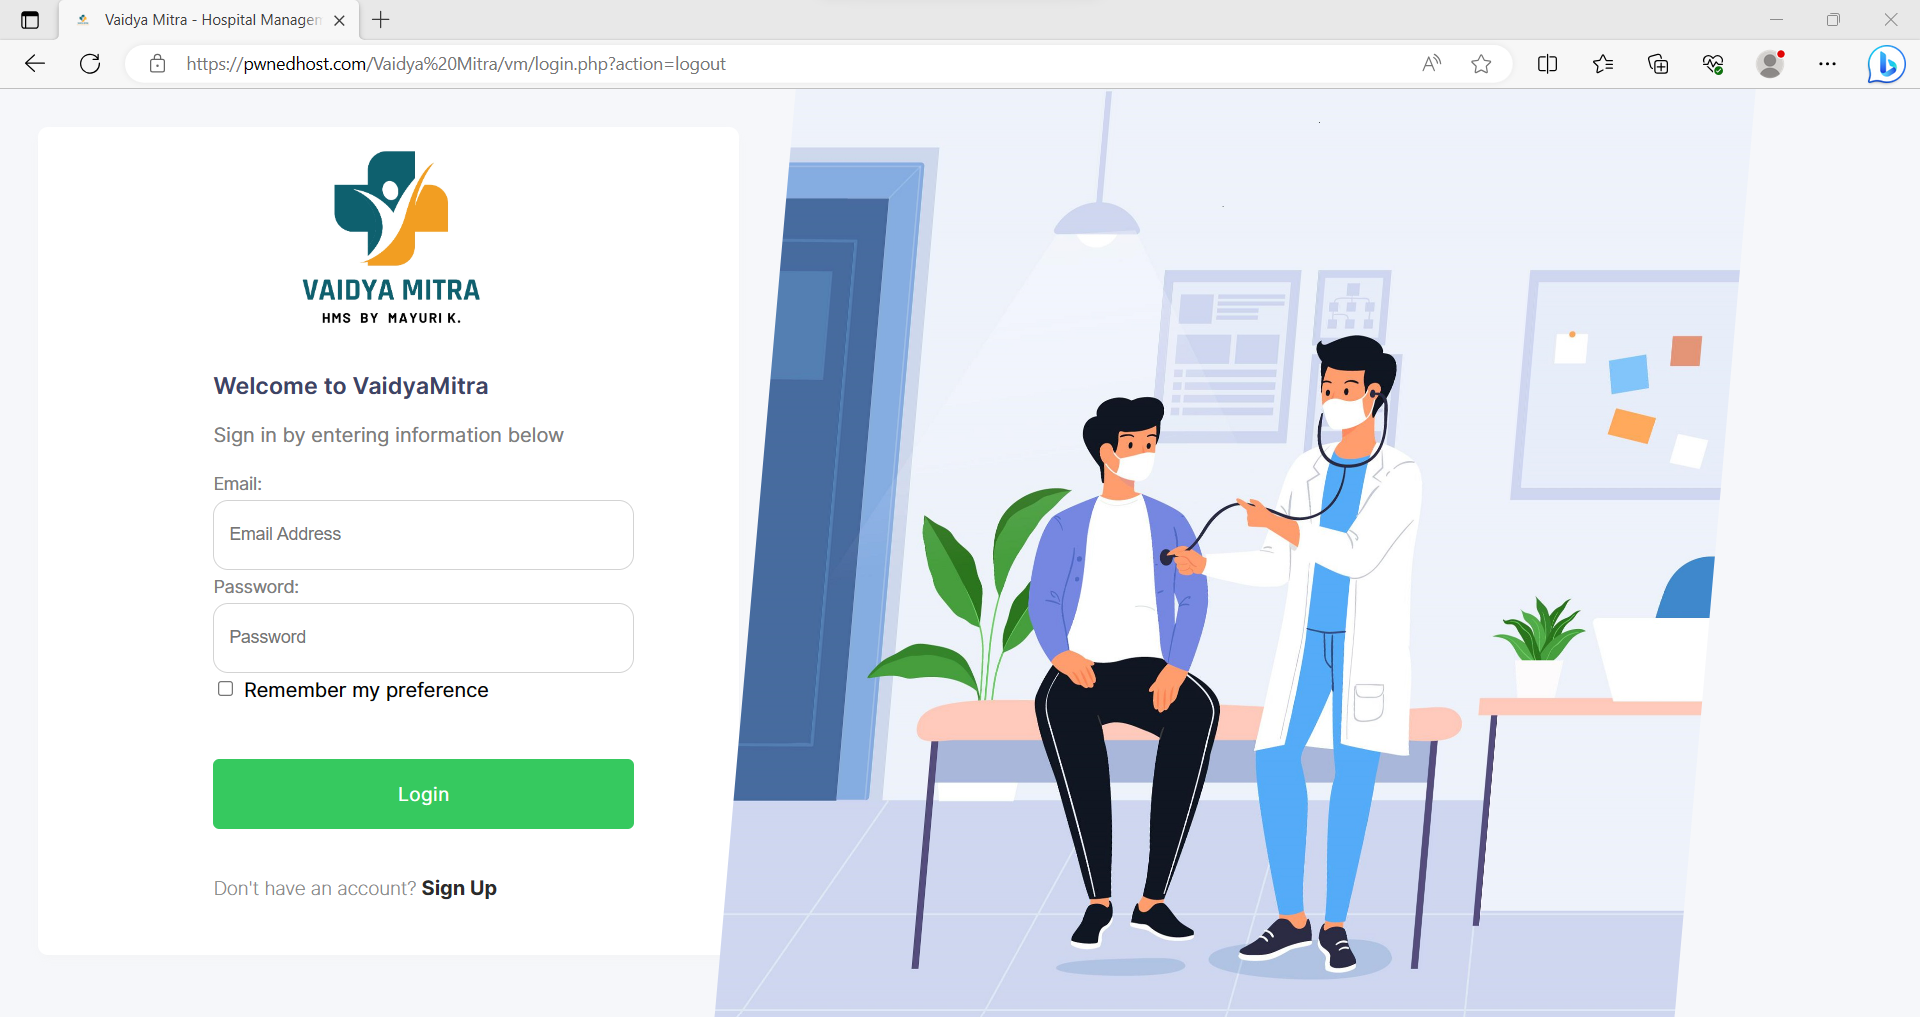 Vaidya Mitra - Hospital Managem
https://pwnedhost.com/Vaidya%20Mitra/vm/login.php?action=logout
VAIDYA MITRA
HMS BY MAYURI K.
Welcome to VaidyaMitra
Sign in by entering information below
Email:
Email Address
Password:
Password
Remember my preference
Login
Don't have an account? Sign Up